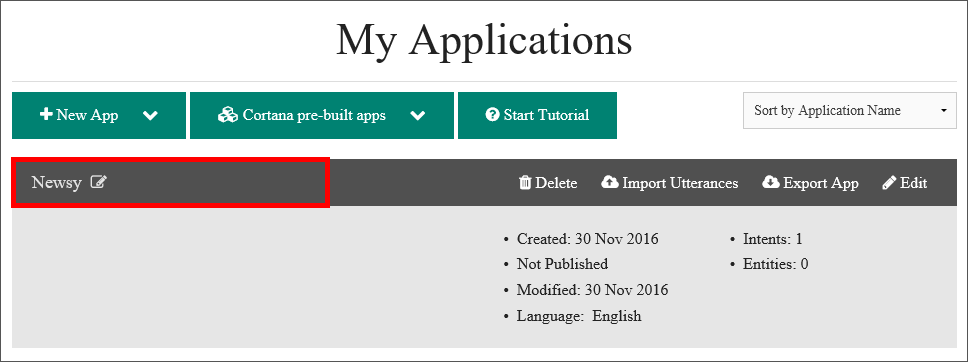 My Applications
New App
Cortana pre-built apps
Start Tutorial
Sort by Application Name
Newsy
Delete
Import Utterances
Export App
Edit
• Created: 30 Nov 2016
• Not Published
• Modified: 30 Nov 2016
• Language: English
• Intents: 1
• Entities: 0